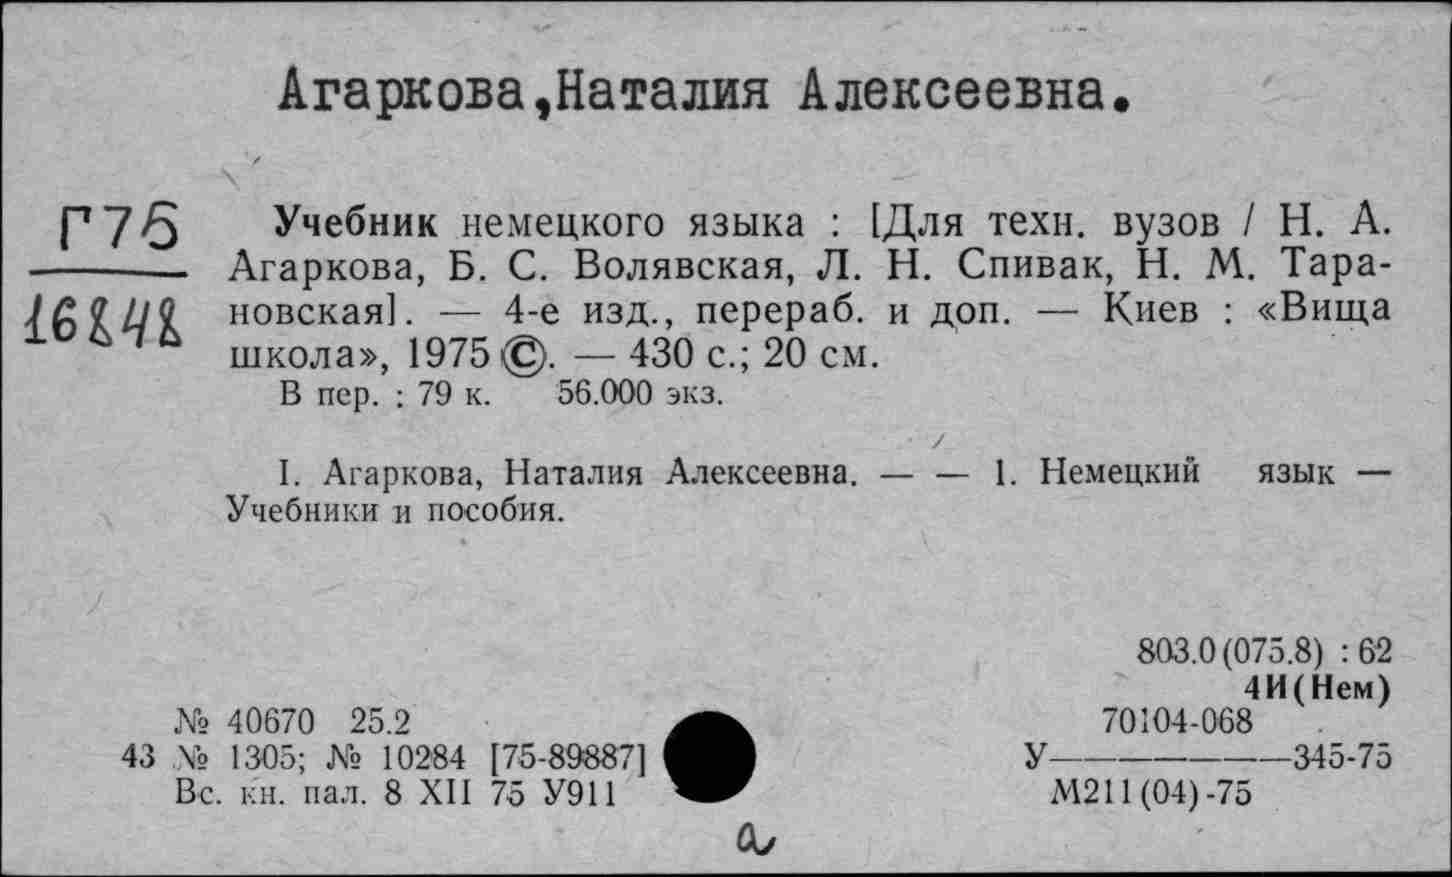 Агаркова,Наталия Алексеевна.
Г75
16242
Учебник немецкого языка : [Для техн. вузов / Н. А.
Агаркова, Б. С. Волявская, Л. Н. Спивак, Н. М. Тара-
новская]. — 4-е изд., перераб. и доп. — Киев : «Вища
школа», 1975 ©. — 430 с.; 20 см.
В пер. : 79 к. 56.000 экз.
I. Агаркова, Наталия Алексеевна. — — 1. Немецкий язык —
Учебники и пособия.
803.0(075.8) : 62
4И(Нем)
№ 40670 25.2
43 № 1305; № 10284 [75-89887]
Вс. кн. пал. 8 XII 75 У911
70104-068
У————345-75
М211(04)-75